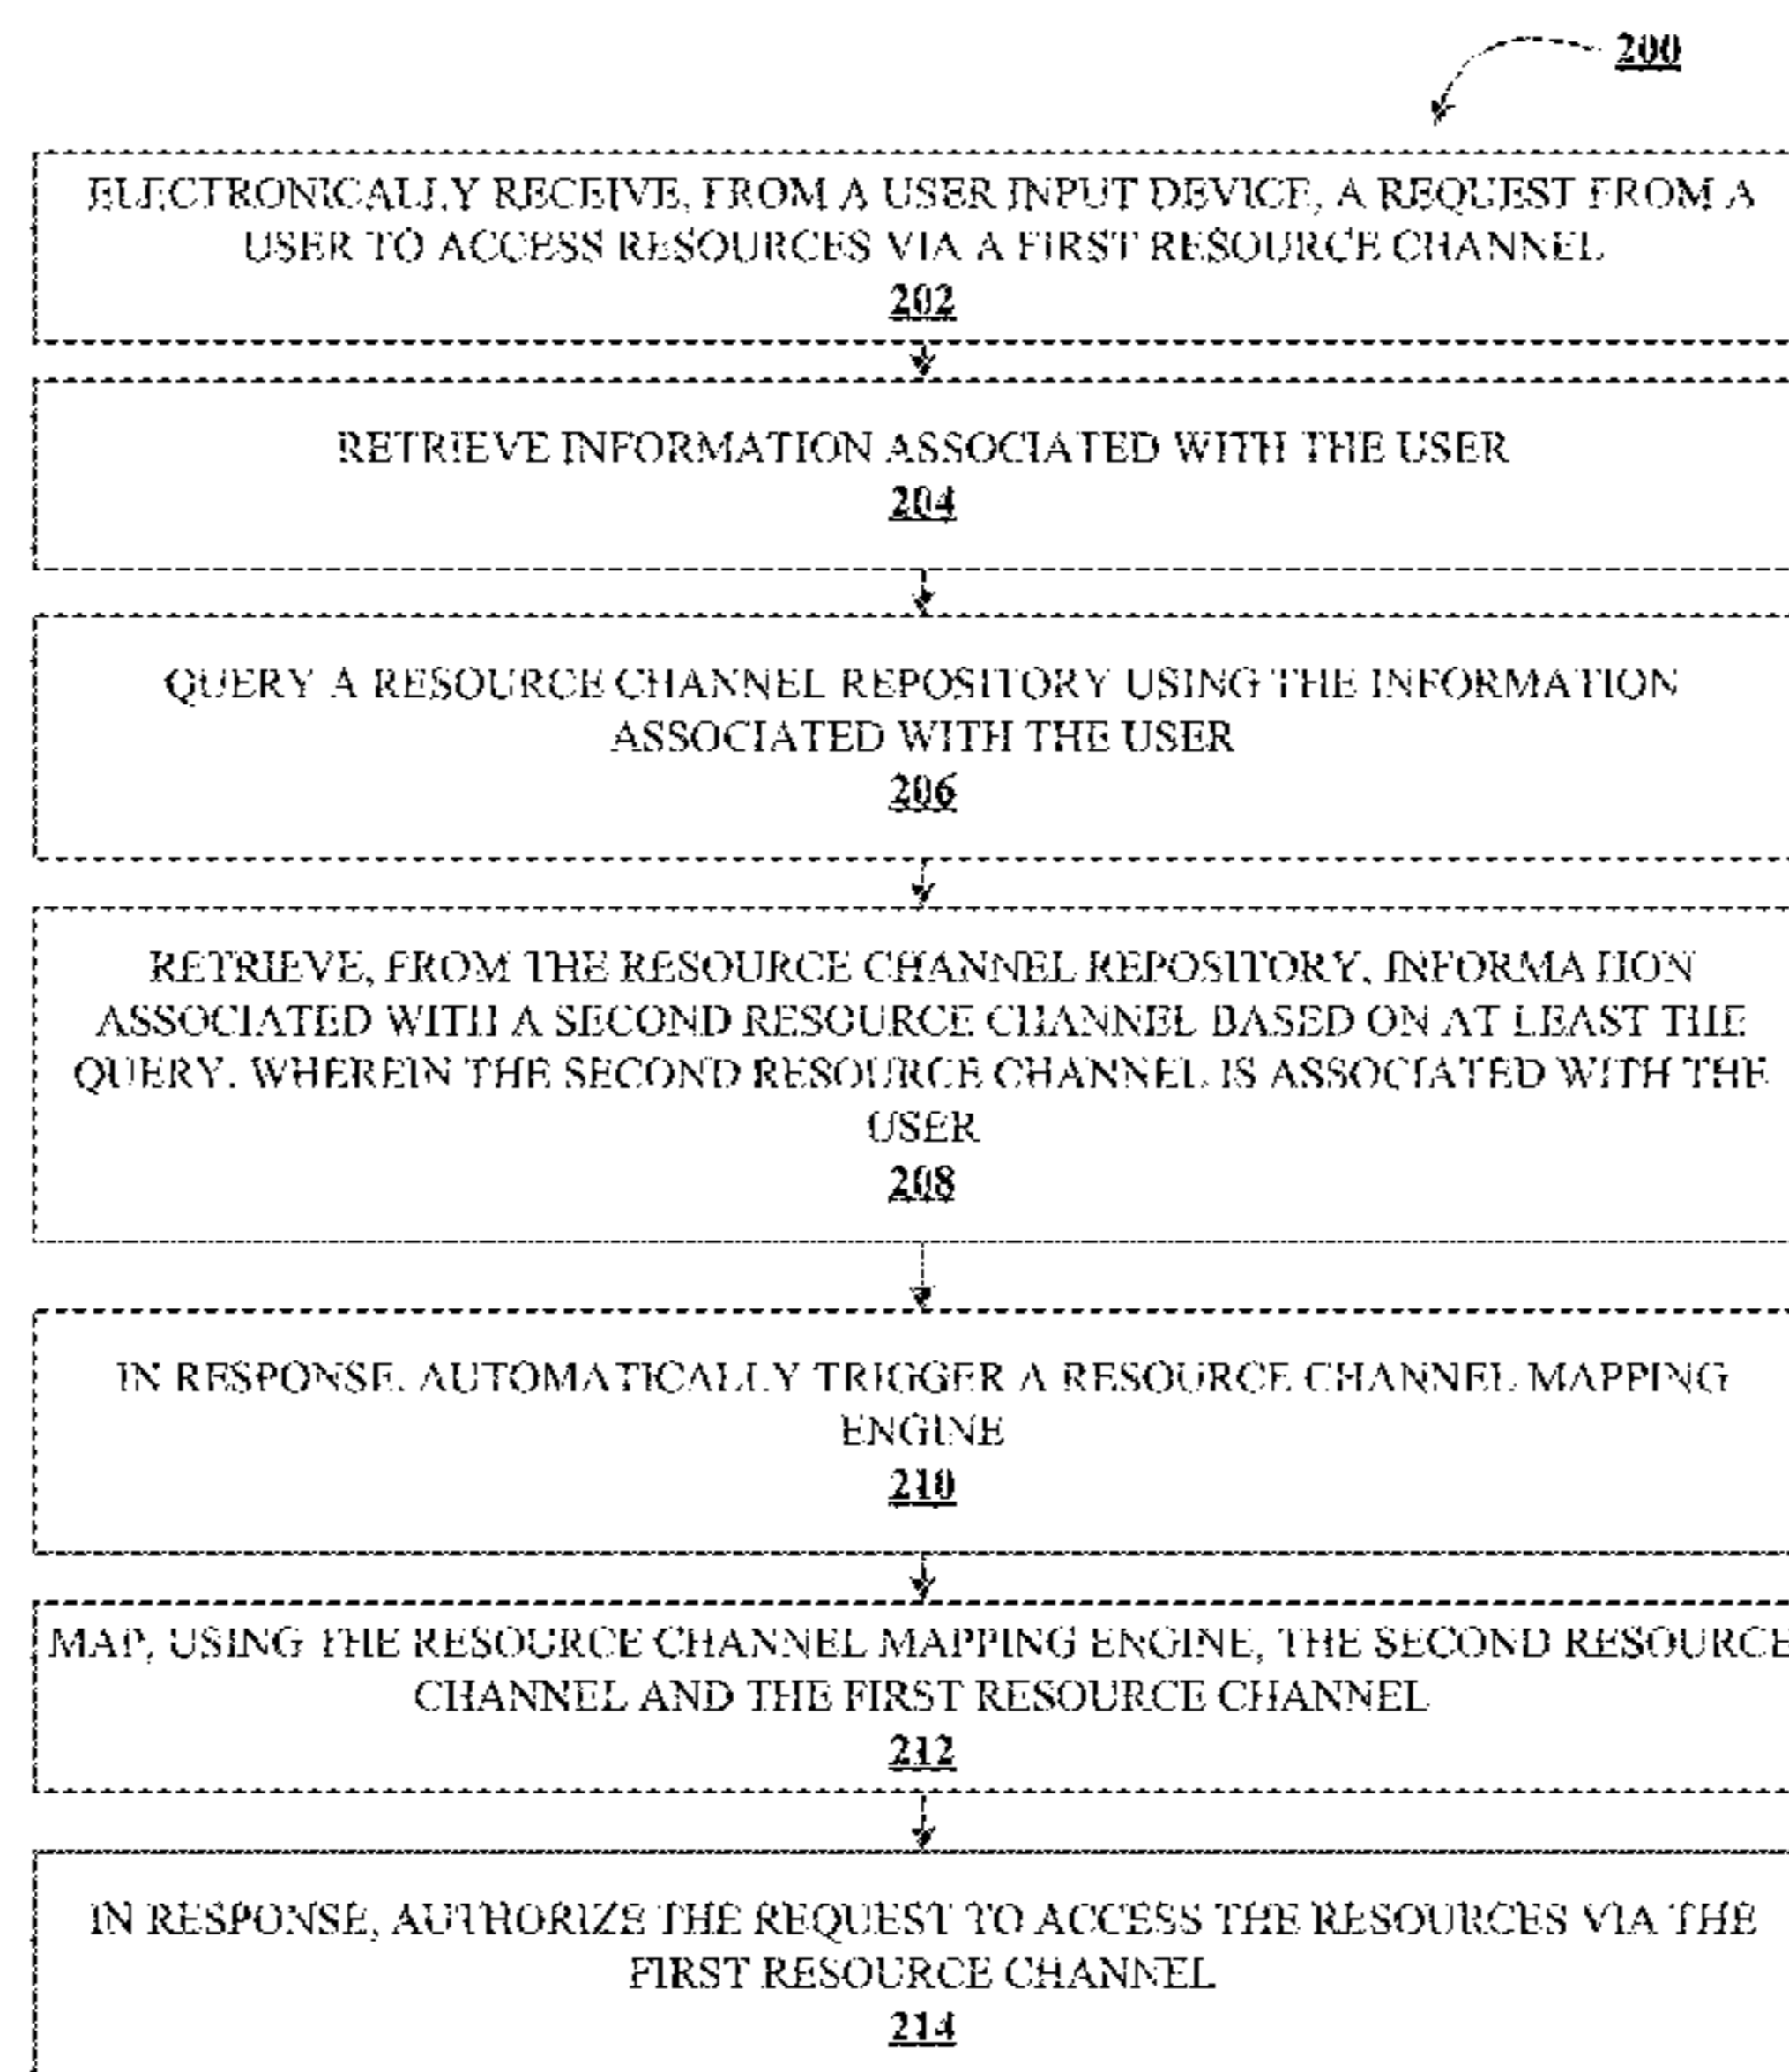 200
ELECTRONICALLY RECEIVE, FROM A USER INPUT DEVICE, A REQUEST FROM A
USER TO ACCESS RESOURCES VIA A FIRST RESOURCE CHANNEL
202
RETRIEVE INFORMATION ASSOCIATED WITH THE USER
204
QUERY A RESOURCE CHANNEL REPOSITORY USING THE INFORMATION
ASSOCIATED WITH THE USER
206
RETRIEVE, FROM THE RESOURCE CHANNEL REPOSITORY, INFORMATION
ASSOCIATED WITH A SECOND RESOURCE CHANNEL BASED ON AT LEAST THE
QUERY, WHEREIN THE SECOND RESOURCE CHANNEL IS ASSOCIATED WITH THE
USER
208
IN RESPONSE, AUTOMATICALLY TRIGGER A RESOURCE CHANNEL MAPPING
ENGINE
210
MAP, USING THE RESOURCE CHANNEL MAPPING ENGINE, THE SECOND RESOURCE
CHANNEL AND THE FIRST RESOURCE CHANNEL
212
IN RESPONSE, AUTHORIZE THE REQUEST TO ACCESS THE RESOURCES VIA THE
FIRST RESOURCE CHANNEL
214